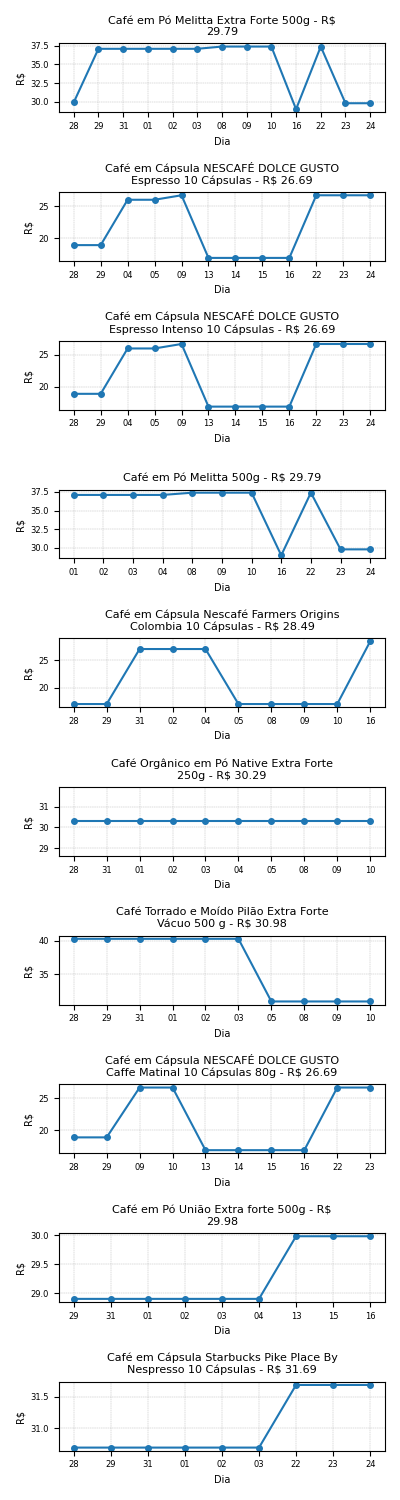 Café em Pó Melitta Extra Forte 500g - R$
29.79
37.5
35.0
32.5
30.0
R$
28 29 31 01 02 03 08 09 10 16 22 23 24
Dia
Café em Cápsula NESCAFÉ DOLCE GUSTO
Espresso 10 Cápsulas - R$ 26.69
25
20
R$
28 29 04 05 09 13 14 15 16 22 23 24
Dia
Café em Cápsula NESCAFÉ DOLCE GUSTO
Espresso Intenso 10 Cápsulas - R$ 26.69
25
20
R$
28 29 04 05 09 13 14 15 16 22 23 24
Dia
Café em Pó Melitta 500g - R$ 29.79
37.5
35.0
32.5
30.0
R$
01 02 03 04 08 09 10 16 22 23 24
Dia
Café em Cápsula Nescafé Farmers Origins
Colombia 10 Cápsulas - R$ 28.49
25
20
R$
28 29 31 02 04 05 08 09 10 16
Dia
Café Orgânico em Pó Native Extra Forte
250g - R$ 30.29
31
30
29
R$
28 31 01 02 03 04 05 08 09 10
Dia
Café Torrado e Moído Pilão Extra Forte
Vácuo 500 g - R$ 30.98
40
35
R$
28 29 31 01 02 03 05 08 09 10
Dia
Café em Cápsula NESCAFÉ DOLCE GUSTO
Caffe Matinal 10 Cápsulas 80g - R$ 26.69
25
20
R$
28 29 09 10 13 14 15 16 22 23
Dia
Café em Pó União Extra forte 500g - R$
29.98
30.0
29.5
29.0
R$
29 31 01 02 03 04 13 15 16
Dia
Café em Cápsula Starbucks Pike Place By
Nespresso 10 Cápsulas - R$ 31.69
31.5
31.0
R$
28 29 31 01 02 03 22 23 24
Dia